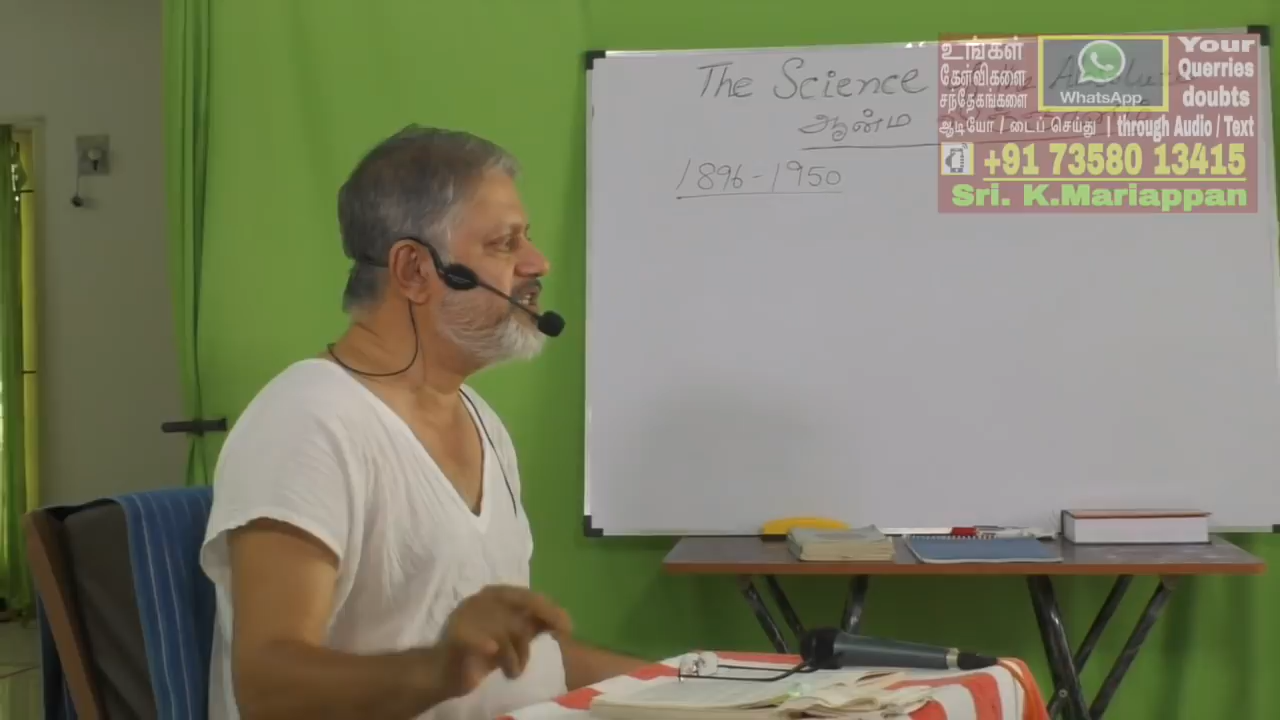 The Science
ஆன்ம
1896-1950
உங்கள்
கேள்விகளை
சந்தேகங்களை
WhatsApp
Your
Querries
doubts
ஆடியோ / டைப் செய்து | through Audio / Text
+91 73580 13415
Sri. K.Mariappan